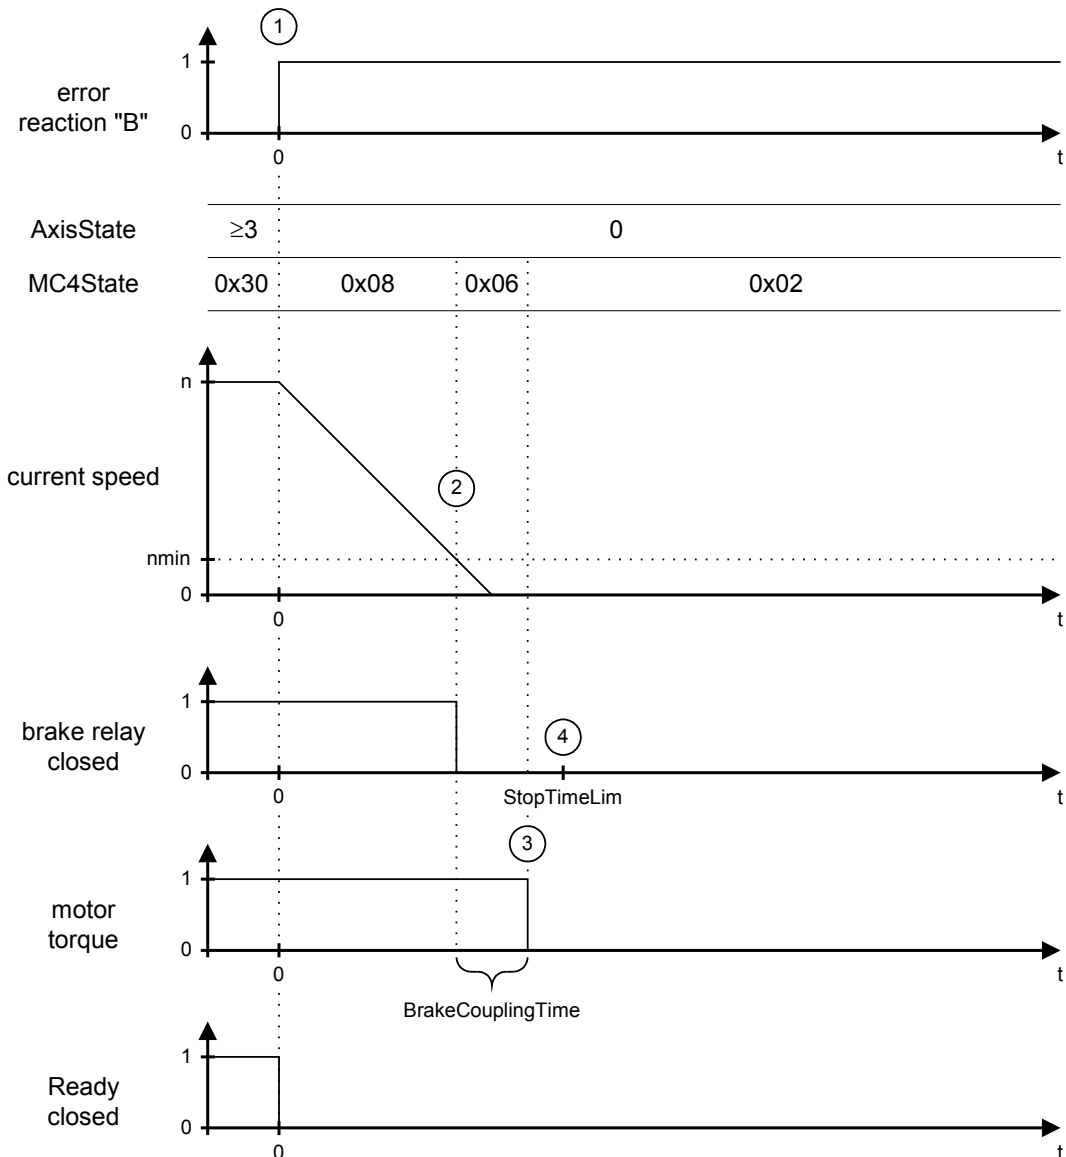 1
1
error
reaction "B"
0
0
t
AxisState
≥3
0
MC4State
0x30
0x08
0x06
0x02
n
current speed
2
nmin
0
0
t
1
brake relay
closed
4
0
0
StopTimeLim
t
3
1
motor
torque
0
0
t
BrakeCouplingTime
1
Ready
closed
0
0
t